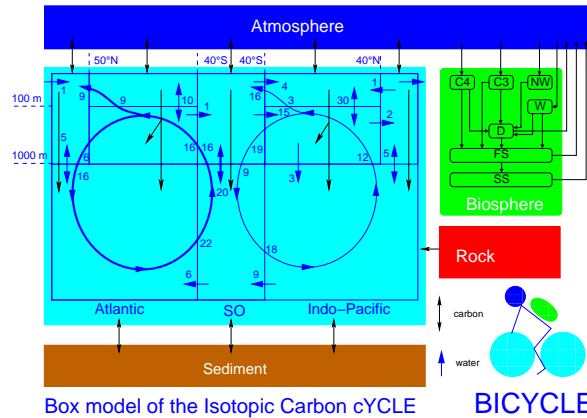 Atmosphere
50°N 40°S 40°S 40°N
100 m
1000 m
1 9 9 10 1 16 4 3 15 30 1 2
5 6 16 16 16 19 9 12 5
20 3
22 18
6 9
Atlantic SO Indo−Pacific
C4 C3 NW
W
D
FS
SS
Biosphere
Rock
Sediment
carbon
water
Box model of the Isotopic Carbon cYCLE
BICYCLE